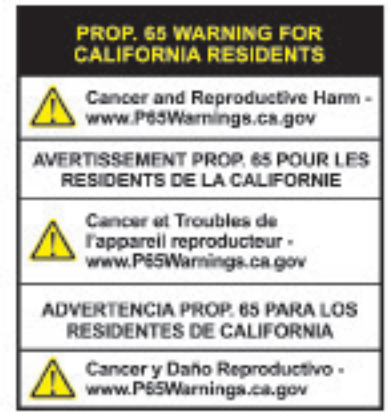 PROP. 65 WARNING FOR
CALIFORNIA RESIDENTS
Cancer and Reproductive Harm -
www.P65Warnings.ca.gov
AVERTISSEMENT PROP. 65 POUR LES
RESIDENTS DE LA CALIFORNIE
Cancer et Troubles de
l'appareil reproducteur -
www.P65Warnings.ca.gov
ADVERTENCIA PROP. 65 PARA LOS
RESIDENTES DE CALIFORNIA
Cancer y Daño Reproductivo -
www.P65Warnings.ca.gov